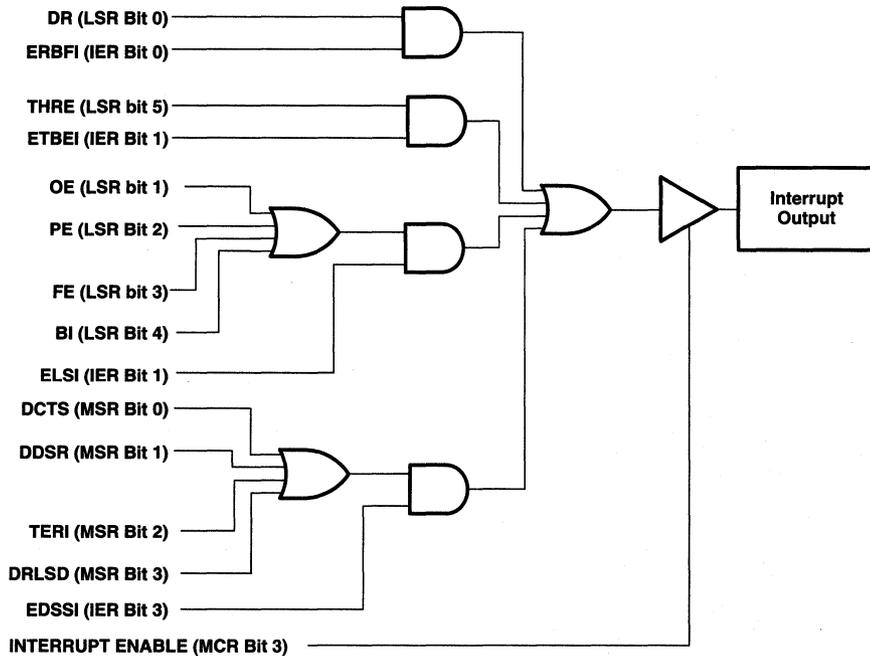 DR (LSR Bit 0)
ERBFI (IER Bit 0)
THRE (LSR bit 5)
ETBEI (IER Bit 1)
OE (LSR bit 1)
PE (LSR Bit 2)
FE (LSR bit 3)
BI (LSR Bit 4)
ELSI (IER Bit 1)
DCTS (MSR Bit 0)
DDSR (MSR Bit 1)
TERI (MSR Bit 2)
DRLSD (MSR Bit 3)
EDSSI (IER Bit 3)
INTERRUPT ENABLE (MCR Bit 3)
Interrupt
Output